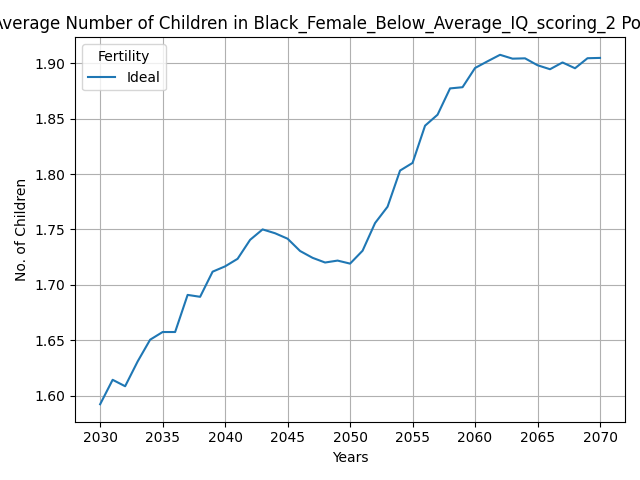 Average Number of Children in Black_Female_Below_Average_IQ_scoring_2 Po
Fertility
Ideal
No. of Children
1.90
1.85
1.80
1.75
1.70
1.65
1.60
2030 2035 2040 2045 2050 2055 2060 2065 2070
Years